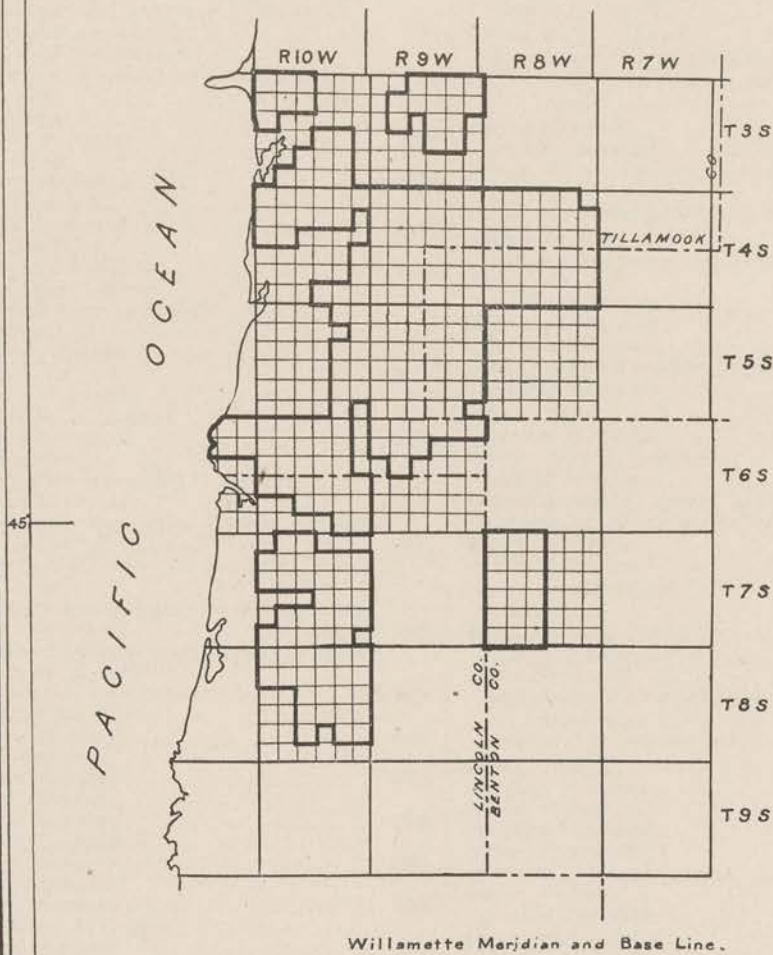 R10W R9W R8W R7W
T3S
CO
TILLAMOOK
T4S
PACIFIC OCEAN
T5S
T6S
45°
T7S
CO.
CO.
T8S
LINCOLN
BENTON
T9S
Willamette Meridian and Base Line.